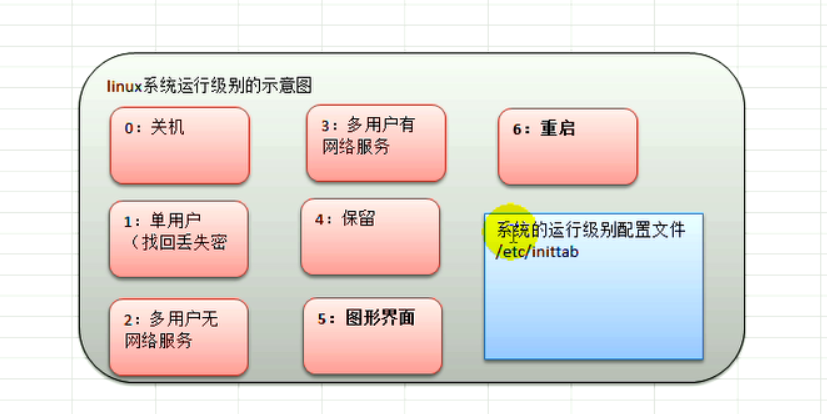 linux系统运行级别的示意图
0：关机
1：单用户
（找回丢失密
2：多用户无
网络服务
3：多用户有
网络服务
4：保留
5：图形界面
6：重启
系统的运行级别配置文件
/etc/inittab